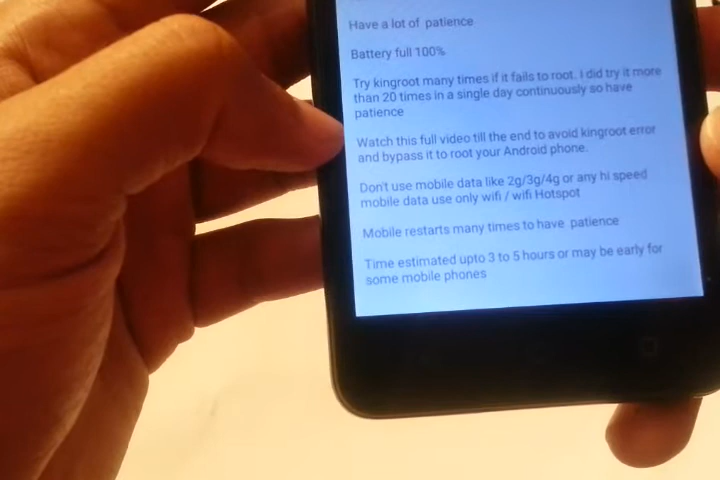 Have a lot of patience
Battery full 100%
Try kingroot many times if it fails to root. I did try it more
than 20 times in a single day continuously so have
patience
Watch this full video till the end to avoid kingroot error
and bypass it to root your Android phone.
Don't use mobile data like 2g/3g/4g or any hi speed
mobile data use only wifi / wifi Hotspot
Mobile restarts many times to have patience
Time estimated upto 3 to 5 hours or may be early for
some mobile phones